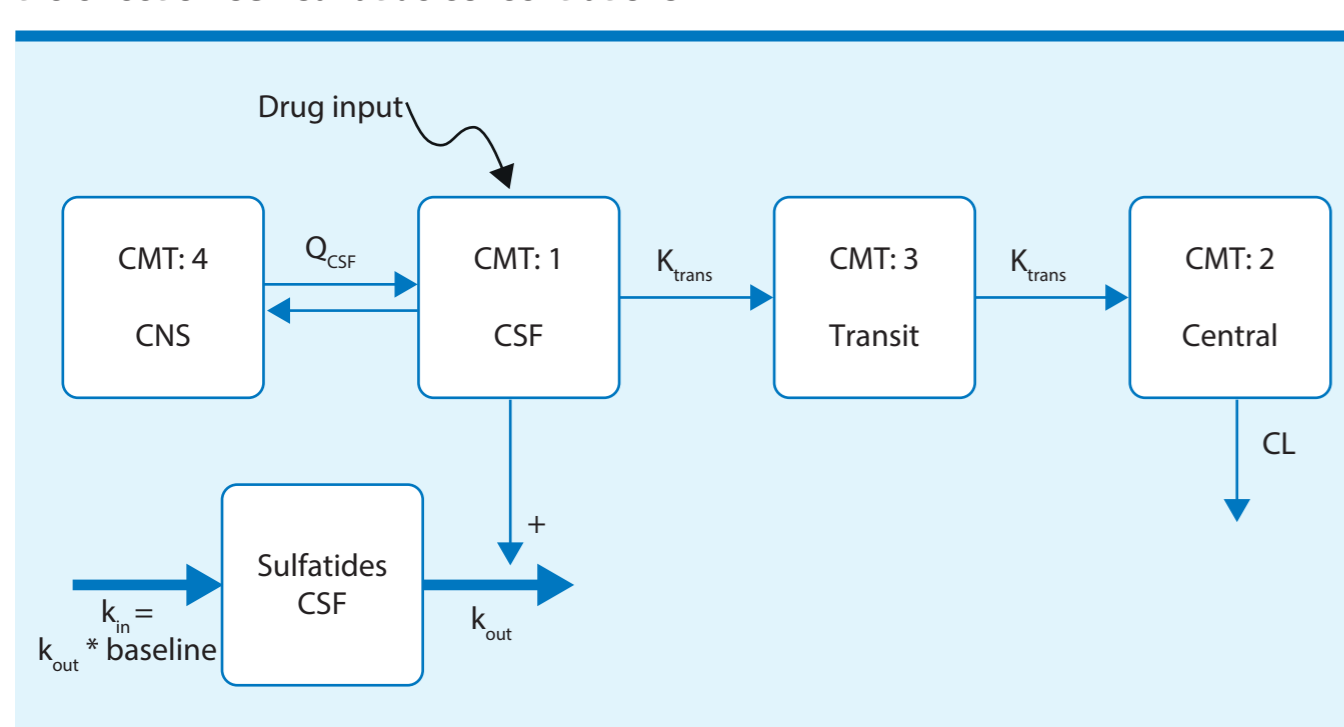 Drug input
CMT: 4
CNS
Q_CSF
CMT: 1
CSF
K_trans
CMT: 3
Transit
K_trans
CMT: 2
Central
CL
+
Sulfatides
CSF
k_in =
k_out * baseline
k_out